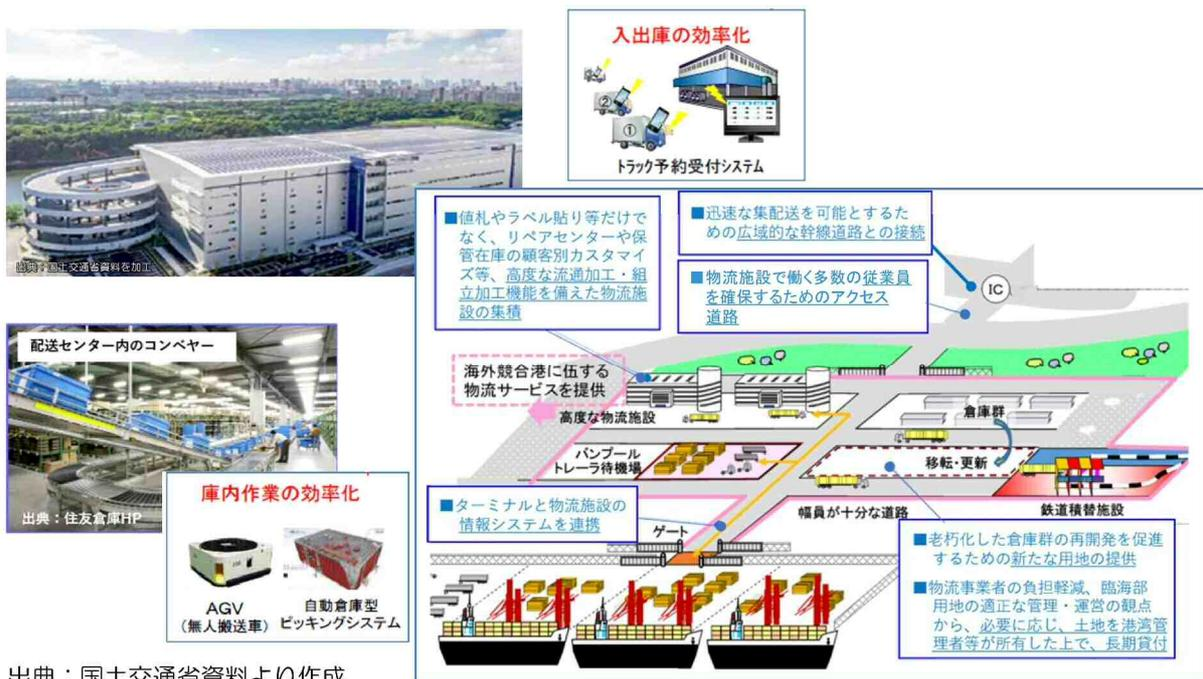 入出庫の効率化
②
①
トラック予約受付システム
出典：国土交通省資料を加工
■値札やラベル貼り等だけで
なく、リペアセンターや保
管在庫の顧客別カスタマイ
ズ等、高度な流通加工・組
立加工機能を備えた物流施
設の集積
■迅速な集配送を可能とするた
めの広域的な幹線道路との接続
■物流施設で働く多数の従業員
を確保するためのアクセス
道路
IC
配送センター内のコンベヤー
出典：住友倉庫HP
海外競合港に伍する
物流サービスを提供
高度な物流施設
倉庫群
バンプール
トレーラ待機場
移転・更新
幅員が十分な道路
鉄道積替施設
■ターミナルと物流施設の
情報システムを連携
ゲート
庫内作業の効率化
AGV
（無人搬送車）
自動倉庫型
ピッキングシステム
■老朽化した倉庫群の再開発を促進
するための新たな用地の提供
■物流事業者の負担軽減、臨海部
用地の適正な管理・運営の観点
から、必要に応じ、土地を港湾管
理者等が所有した上で、長期貸付
出典：国土交通省資料より作成